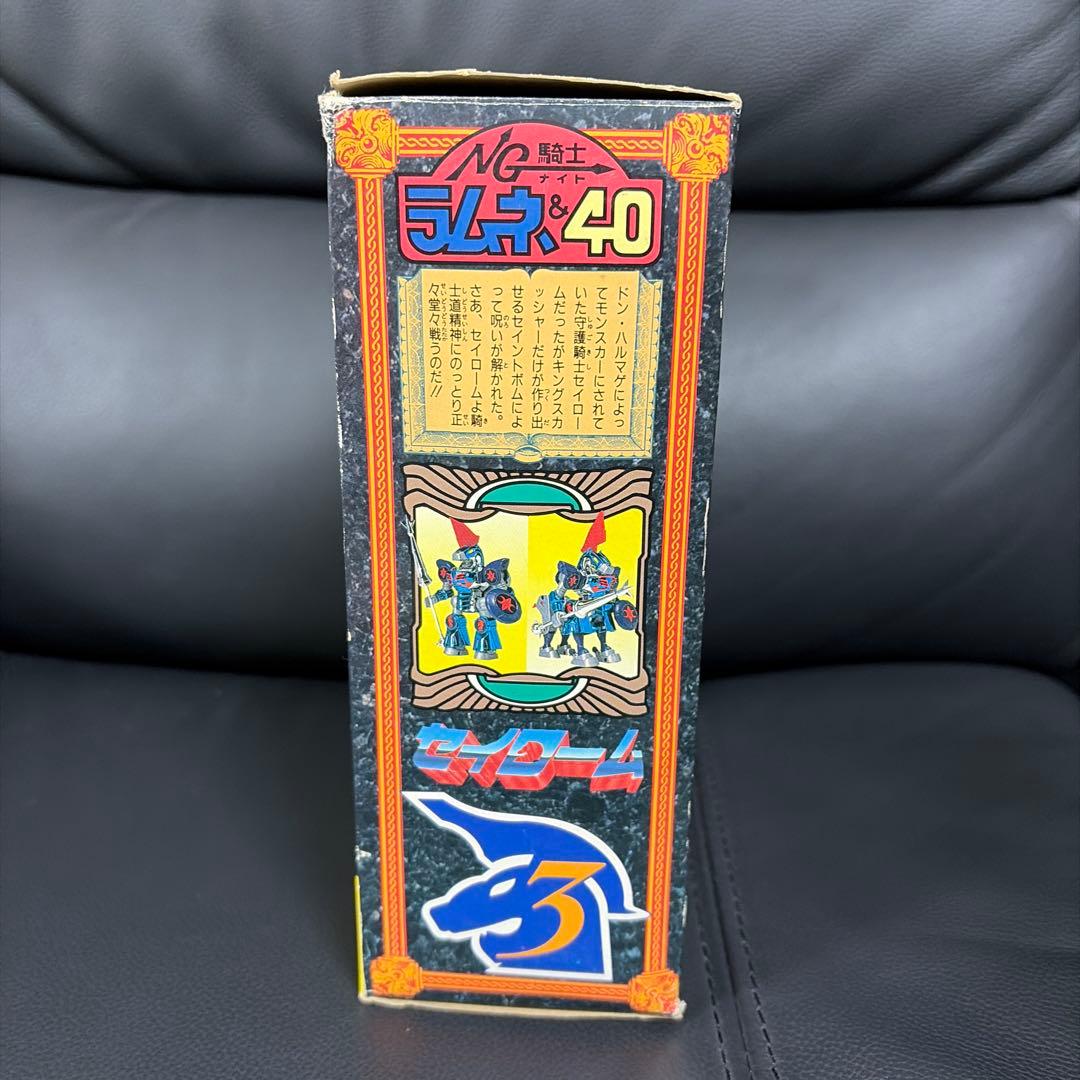 NG騎士
ナイト
ラムネ&40
ドン・ハルマゲによっ
てモンスカーにされて
いた守護騎士セイロー
ムだったがキングスカ
ッシャーだけが作り出
せるセイントボムによ
って呪いが解かれた。
さあ、セイロームよ騎
士道精神にのっとり正
々堂々戦うのだ!!
セイローム
3